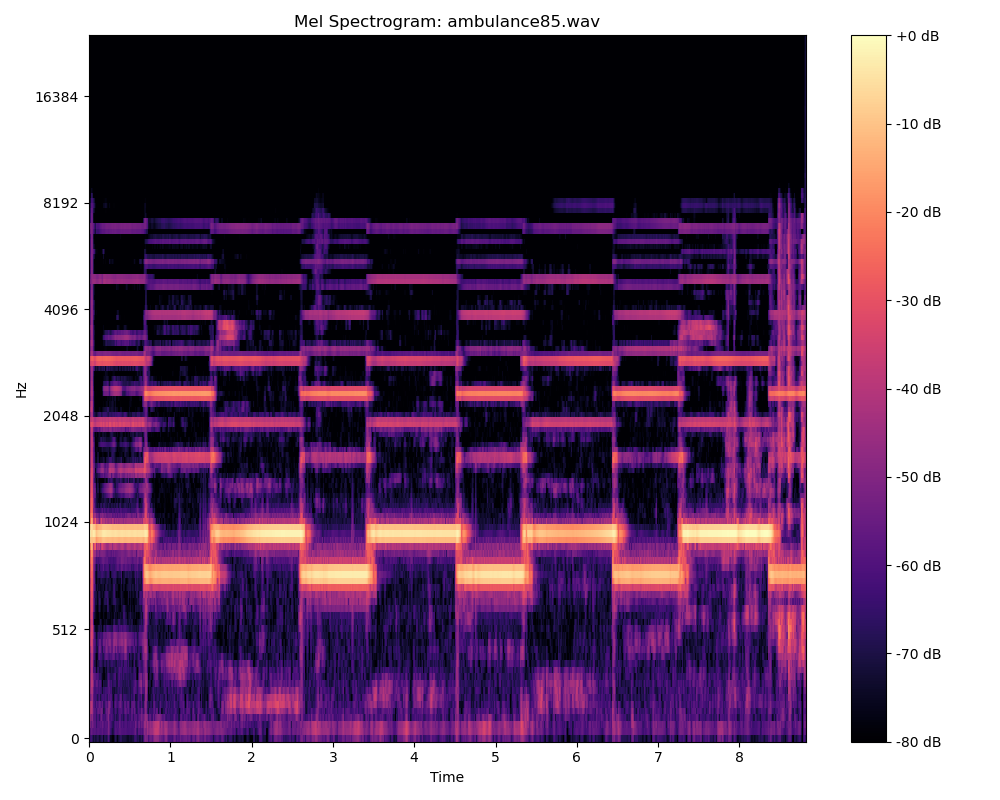 Mel Spectrogram: ambulance85.wav
+0 dB
16384
-10 dB
8192
-20 dB
4096
-30 dB
Hz
2048
-40 dB
-50 dB
1024
-60 dB
512
-70 dB
0
-80 dB
0 1 2 3 4 5 6 7 8
Time